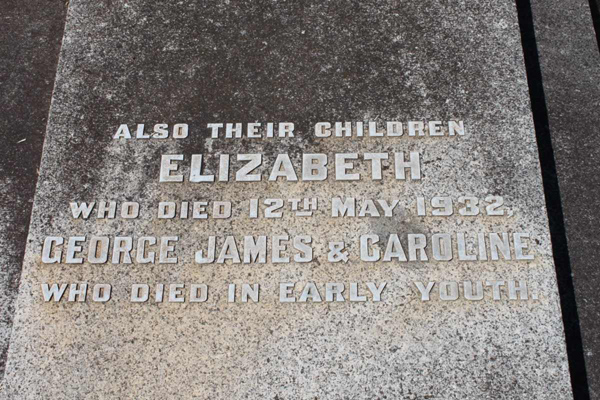 ALSO THEIR CHILDREN
ELIZABETH
WHO DIED 12TH MAY 1932,
GEORGE JAMES & CAROLINE
WHO DIED IN EARLY YOUTH.